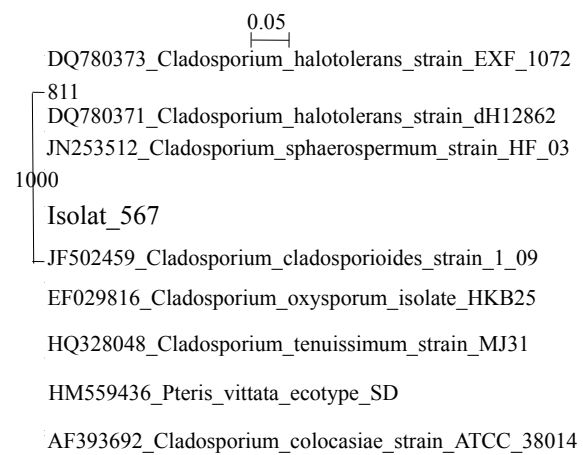 0.05
DQ780373_Cladosporium_halotolerans_strain_EXF_1072
811
DQ780371_Cladosporium_halotolerans_strain_dH12862
JN253512_Cladosporium_sphaerospermum_strain_HF_03
1000
Isolat_567
JF502459_Cladosporium_cladosporioides_strain_1_09
EF029816_Cladosporium_oxysporum_isolate_HKB25
HQ328048_Cladosporium_tenuissimum_strain_MJ31
HM559436_Pteris_vittata_ecotype_SD
AF393692_Cladosporium_colocasiae_strain_ATCC_38014